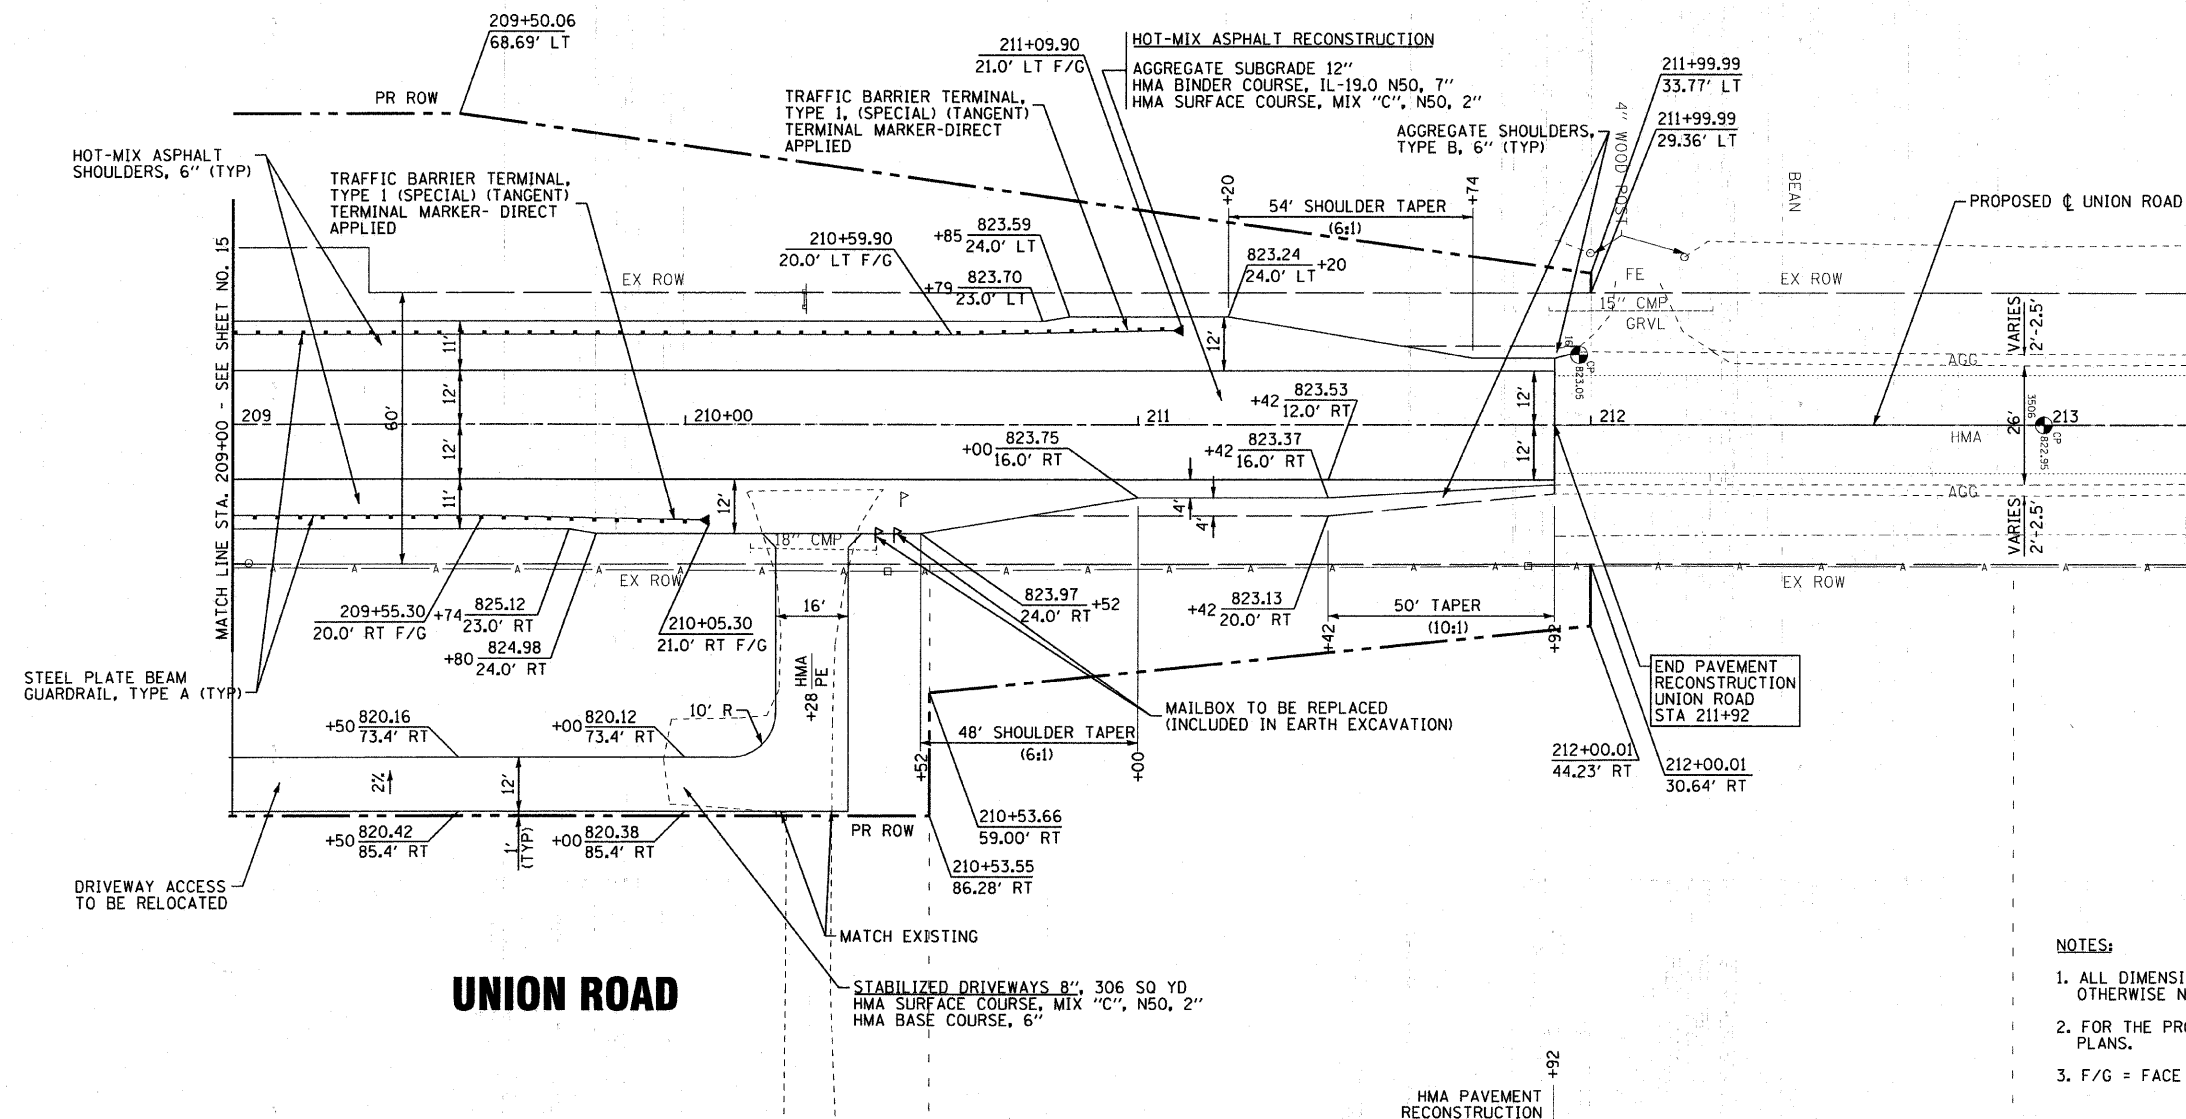 209+50.06
68.69' LT
PR ROW
HOT-MIX ASPHALT
SHOULDERS, 6" (TYP)
TRAFFIC BARRIER TERMINAL,
TYPE 1 (SPECIAL) (TANGENT)
TERMINAL MARKER- DIRECT
APPLIED
TRAFFIC BARRIER TERMINAL,
TYPE 1, (SPECIAL) (TANGENT)
TERMINAL MARKER-DIRECT
APPLIED
211+09.90
21.0' LT F/G
HOT-MIX ASPHALT RECONSTRUCTION
AGGREGATE SUBGRADE 12"
HMA BINDER COURSE, IL-19.0 N50, 7"
HMA SURFACE COURSE, MIX "C", N50, 2"
AGGREGATE SHOULDERS,
TYPE B, 6" (TYP)
211+99.99
33.77' LT
211+99.99
29.36' LT
4" WOOD POST
BEAN
PROPOSED ℄ UNION ROAD
+20
54' SHOULDER TAPER
(6:1)
+74
210+59.90
20.0' LT F/G
+85 823.59
24.0' LT
+79 823.70
23.0' LT
823.24 +20
24.0' LT
EX ROW
FE
15" CMP
GRVL
EX ROW
VARIES
2'-2.5'
AGG
MATCH LINE STA. 209+00 - SEE SHEET NO. 15
11'
12'
12'
11'
60'
12'
16
CP
823.05
209
210+00
211
212
213
3506
CP
822.95
26'
HMA
+42 823.53
12.0' RT
+00 823.75
16.0' RT
+42 823.37
16.0' RT
12'
12'
4'
4'
AGG
VARIES
2'-2.5'
12'
18" CMP
EX ROW
EX ROW
209+55.30
20.0' RT F/G
+74 825.12
23.0' RT
+80 824.98
24.0' RT
210+05.30
21.0' RT F/G
16'
823.97 +52
24.0' RT
+42 823.13
20.0' RT
50' TAPER
(10:1)
+42
+92
STEEL PLATE BEAM
GUARDRAIL, TYPE A (TYP)
+28 HMA
PE
10' R
END PAVEMENT
RECONSTRUCTION
UNION ROAD
STA 211+92
MAILBOX TO BE REPLACED
(INCLUDED IN EARTH EXCAVATION)
+50 820.16
73.4' RT
+00 820.12
73.4' RT
48' SHOULDER TAPER
(6:1)
+52
+00
212+00.01
44.23' RT
212+00.01
30.64' RT
2%
12'
1'
(TYP)
+50 820.42
85.4' RT
+00 820.38
85.4' RT
PR ROW
210+53.66
59.00' RT
210+53.55
86.28' RT
DRIVEWAY ACCESS
TO BE RELOCATED
MATCH EXISTING
UNION ROAD
STABILIZED DRIVEWAYS 8", 306 SQ YD
HMA SURFACE COURSE, MIX "C", N50, 2"
HMA BASE COURSE, 6"
NOTES:
1. ALL DIMENSI
OTHERWISE N
2. FOR THE PRO
PLANS.
3. F/G = FACE
+92
HMA PAVEMENT
RECONSTRUCTION